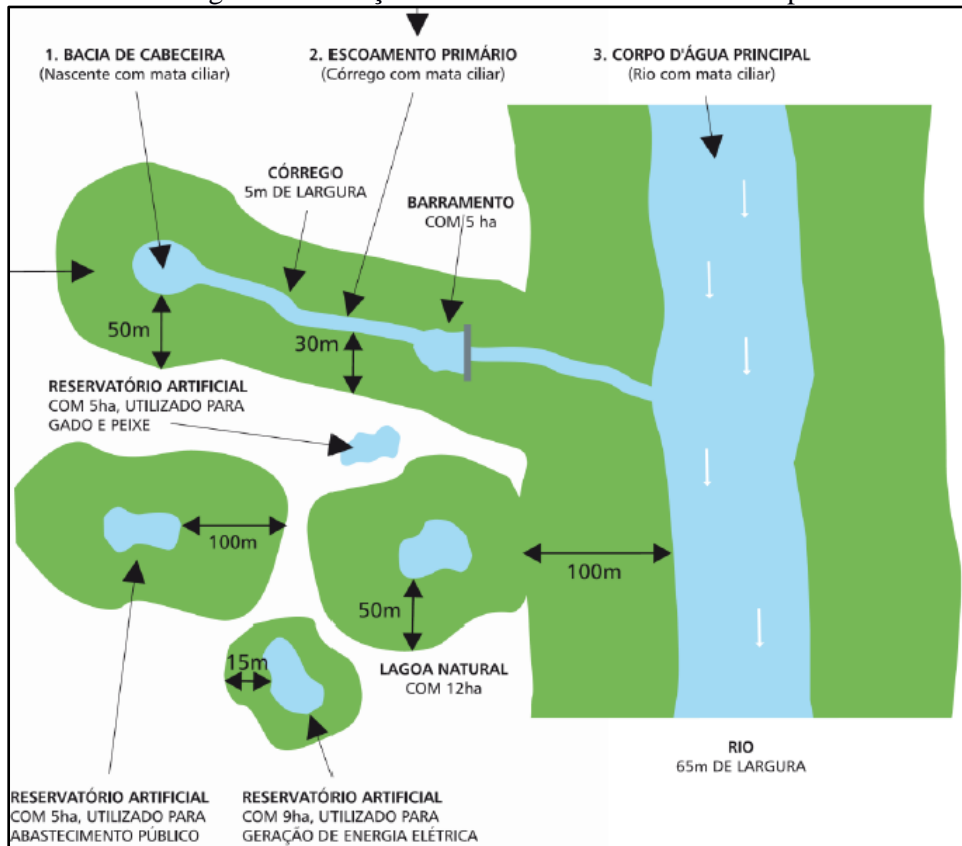 1. BACIA DE CABECEIRA
(Nascente com mata ciliar)
2. ESCOAMENTO PRIMÁRIO
(Córrego com mata ciliar)
3. CORPO D'ÁGUA PRINCIPAL
(Rio com mata ciliar)
CÓRREGO
5m DE LARGURA
BARRAMENTO
COM 5 ha
50m
30m
RESERVATÓRIO ARTIFICIAL
COM 5ha, UTILIZADO PARA
GADO E PEIXE
100m
100m
50m
15m
LAGOA NATURAL
COM 12ha
RIO
65m DE LARGURA
RESERVATÓRIO ARTIFICIAL
COM 5ha, UTILIZADO PARA
ABASTECIMENTO PÚBLICO
RESERVATÓRIO ARTIFICIAL
COM 9ha, UTILIZADO PARA
GERAÇÃO DE ENERGIA ELÉTRICA